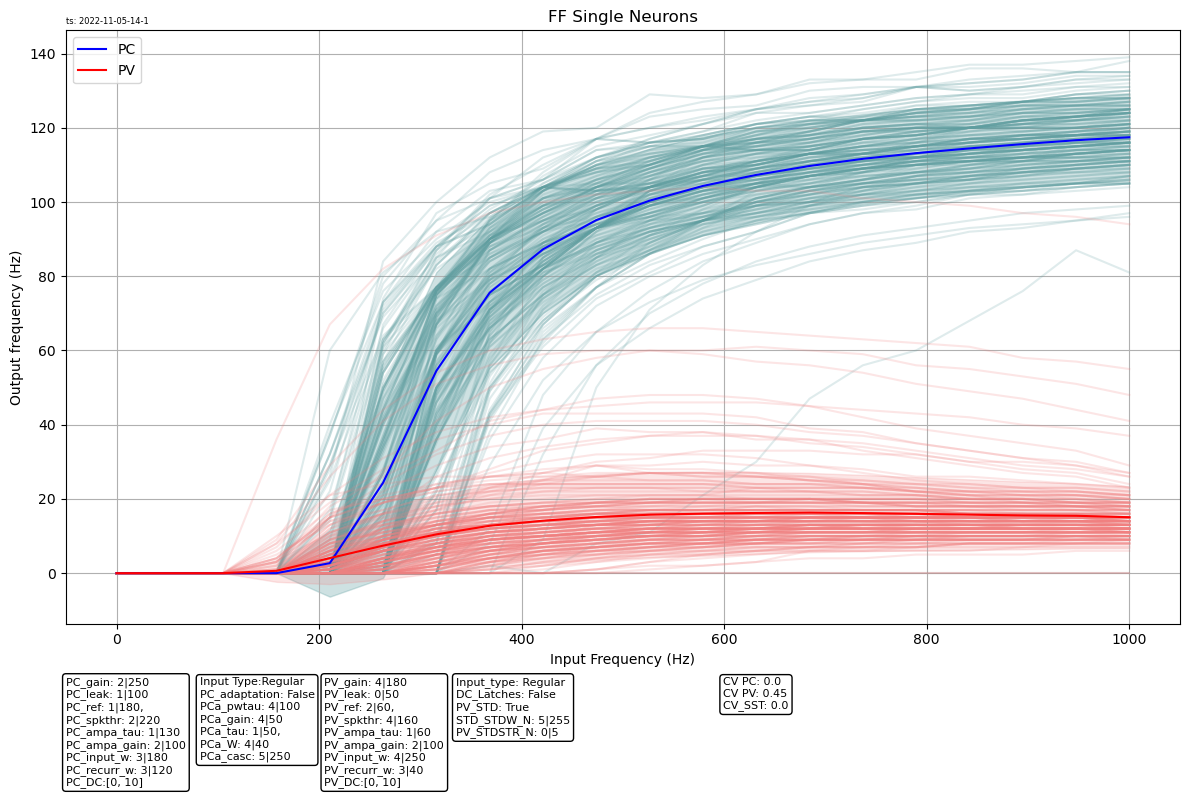 FF Single Neurons
ts: 2022-11-05-14-1
PC
PV
Output frequency (Hz)
140
120
100
80
60
40
20
0
0 200 400 600 800 1000
Input Frequency (Hz)
PC_gain: 2|250
PC_leak: 1|100
PC_ref: 1|180,
PC_spkthr: 2|220
PC_ampa_tau: 1|130
PC_ampa_gain: 2|100
PC_input_w: 3|180
PC_recurr_w: 3|120
PC_DC:[0, 10]
Input Type:Regular
PC_adaptation: False
PCa_pwtau: 4|100
PCa_gain: 4|50
PCa_tau: 1|50,
PCa_W: 4|40
PCa_casc: 5|250
PV_gain: 4|180
PV_leak: 0|50
PV_ref: 2|60,
PV_spkthr: 4|160
PV_ampa_tau: 1|60
PV_ampa_gain: 2|100
PV_input_w: 4|250
PV_recurr_w: 3|40
PV_DC:[0, 10]
Input_type: Regular
DC_Latches: False
PV_STD: True
STD_STDW_N: 5|255
PV_STDSTR_N: 0|5
CV PC: 0.0
CV PV: 0.45
CV_SST: 0.0